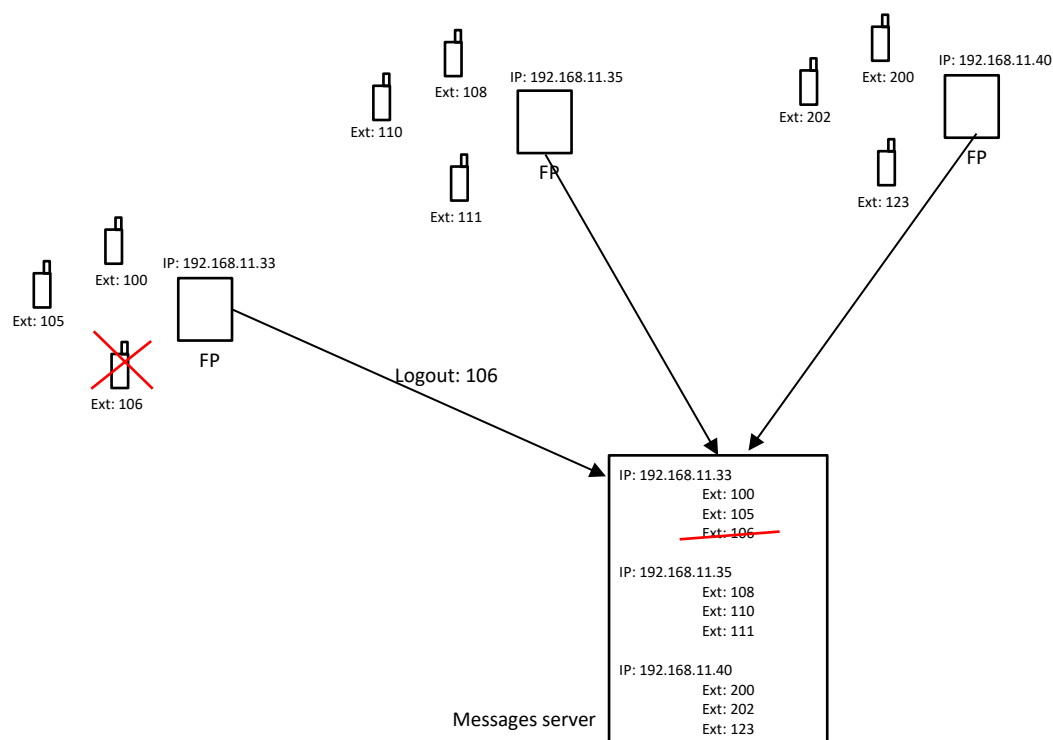 Ext: 108
Ext: 110
Ext: 111
IP: 192.168.11.35
FP
Ext: 200
Ext: 202
Ext: 123
IP: 192.168.11.40
FP
Ext: 100
Ext: 105
Ext: 106
IP: 192.168.11.33
FP
Logout: 106
IP: 192.168.11.33
Ext: 100
Ext: 105
Ext: 106
IP: 192.168.11.35
Ext: 108
Ext: 110
Ext: 111
IP: 192.168.11.40
Ext: 200
Ext: 202
Ext: 123
Messages server